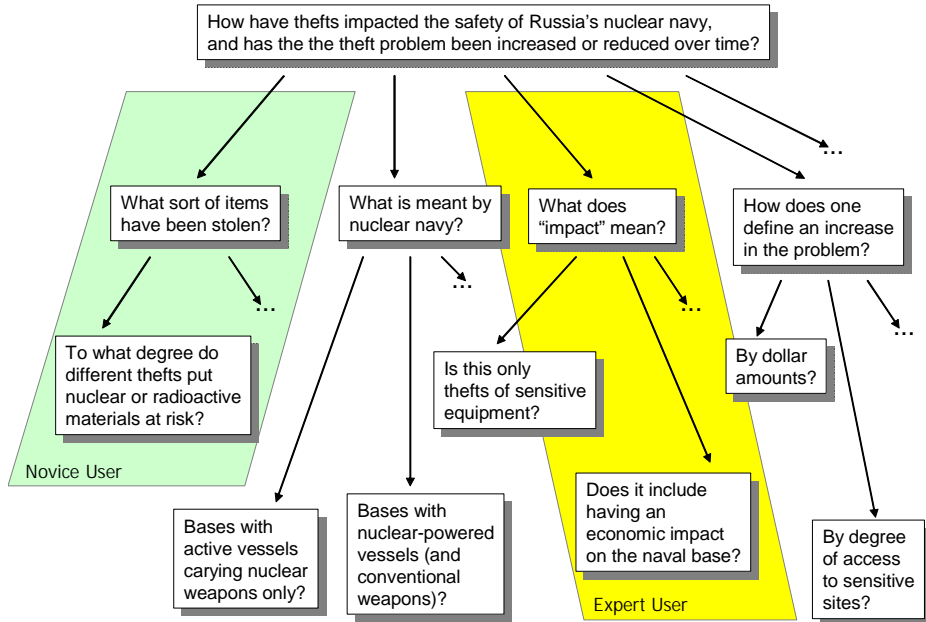 How have thefts impacted the safety of Russia’s nuclear navy,
and has the the theft problem been increased or reduced over time?
...
What sort of items
have been stolen?
What is meant by
nuclear navy?
What does
“impact” mean?
How does one
define an increase
in the problem?
...
...
...
...
To what degree do
different thefts put
nuclear or radioactive
materials at risk?
Is this only
thefts of sensitive
equipment?
By dollar
amounts?
Novice User
Bases with
active vessels
carying nuclear
weapons only?
Bases with
nuclear-powered
vessels (and
conventional
weapons)?
Does it include
having an
economic impact
on the naval base?
By degree
of access
to sensitive
sites?
Expert User